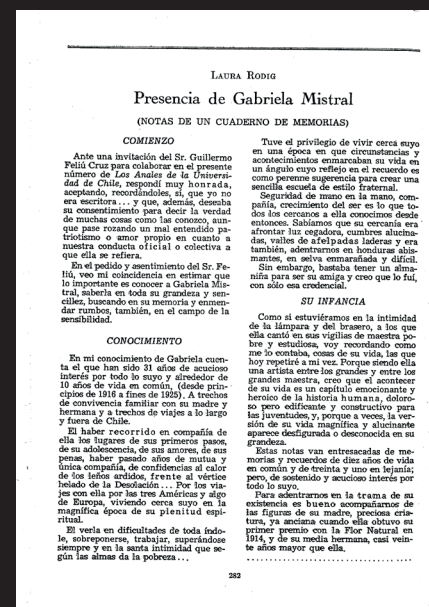 LAURA RODIG
Presencia de Gabriela Mistral
(NOTAS DE UN CUADERNO DE MEMORIAS)
COMIENZO
Ante una invitación del Sr. Guillermo
Feliú Cruz para colaborar en el presente
número de Los Anales de la Universi-
dad de Chile, respondí muy honrada,
aceptando, recordándoles, sí, que yo no
era escritora... y que, además, deseaba
su consentimiento para decir la verdad
de muchas cosas como las conozco, aun-
que pase rozando un mal entendido pa-
triotismo o amor propio en cuanto a
nuestra conducta oficial o colectiva a
que ella se refiera.
En el pedido y asentimiento del Sr. Fe-
liú, veo mi coincidencia en estimar que
lo importante es conocer a Gabriela Mis-
tral, saberla en toda su grandeza y sen-
cillez, buscando en su memoria y enmen-
dar rumbos, también, en el campo de la
sensibilidad.
CONOCIMIENTO
En mi conocimiento de Gabriela cuen-
ta el que han sido 31 años de acucioso
interés por todo lo suyo y alrededor de
10 años de vida en común, (desde prin-
cipios de 1916 a fines de 1925). A trechos
de convivencia familiar con su madre y
hermana y a trechos de viajes a lo largo
y fuera de Chile.
El haber recorrido en compañía de
ella los lugares de sus primeros pasos,
de su adolescencia, de sus amores, de sus
penas, haber pasado años de mutua y
única compañía, de confidencias al calor
de los leños ardidos, frente al vértice
helado de la Desolación... Por los via-
jes con ella por las tres Américas y algo
de Europa, viviendo cerca suyo en la
magnífica época de su plenitud espi-
ritual.
El verla en dificultades de toda índo-
le, sobreponerse, trabajar, superándose
siempre y en la santa intimidad que se-
gún las almas da la pobreza...
Tuve el privilegio de vivir cerca suyo
en una época en que circunstancias y
acontecimientos enmarcaban su vida en
un ángulo cuyo reflejo en el recuerdo es
como perenne sugerencia para crear una
sencilla escuela de estilo fraternal.
Seguridad de mano en la mano, com-
pañía, crecimiento del ser es lo que to-
dos los cercanos a ella conocimos desde
entonces. Sabíamos que su cercanía era
afrontar luz cegadora, cumbres alucina-
das, valles de afelpadas laderas y era
también, adentrarnos en honduras abis-
mantes, en selva enmarañada y difícil.
Sin embargo, bastaba tener un alma-
niña para ser su amiga y creo que lo fuí,
con sólo esa credencial.
SU INFANCIA
Como si estuviéramos en la intimidad
de la lámpara y del brasero, a los que
ella cantó en sus vigilias de maestra po-
bre y estudiosa, voy recordando como
me lo contaba, cosas de su vida, las que
hoy repetiré a mi vez. Porque siendo ella
una artista entre los grandes y entre los
grandes maestra, creo que el acontecer
de su vida es un capítulo emocionante y
heroico de la historia humana, doloro-
so pero edificante y constructivo para
las juventudes, y, porque a veces, la ver-
sión de su vida magnífica y alucinante
aparece desfigurada o desconocida en su
grandeza.
Estas notas van entresacadas de me-
morias y recuerdos de diez años de vida
en común y de treinta y uno en lejanía;
pero, de sostenido y acucioso interés por
todo lo suyo.
Para adentrarnos en la trama de su
existencia es bueno acompañarnos de
las figuras de su madre, preciosa cria-
tura, ya anciana cuando ella obtuvo su
primer premio con la Flor Natural en
1914, y de su media hermana, casi vein-
te años mayor que ella.
. . . . . . . . . . . . . . . . . . . . . . . . . . . . . . . .
282